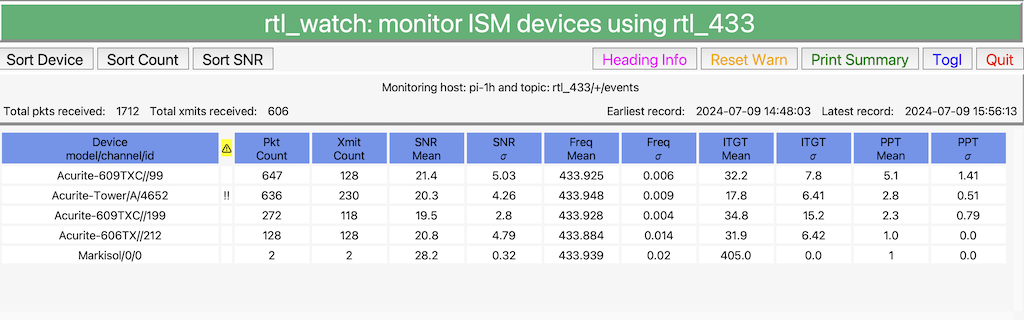 rtl_watch: monitor ISM devices using rtl_433
Sort Device Sort Count Sort SNR Heading Info Reset Warn Print Summary Togl Quit
Monitoring host: pi-1h and topic: rtl_433/+/events
Total pkts received: 1712 Total xmits received: 606 Earliest record: 2024-07-09 14:48:03 Latest record: 2024-07-09 15:56:13
Device Pkt Xmit SNR SNR Freq Freq ITGT ITGT PPT PPT
model/channel/id ⚠ Count Count Mean σ Mean σ Mean σ Mean σ
Acurite-609TXC//99 647 128 21.4 5.03 433.925 0.006 32.2 7.8 5.1 1.41
Acurite-Tower/A/4652 !! 636 230 20.3 4.26 433.948 0.009 17.8 6.41 2.8 0.51
Acurite-609TXC//199 272 118 19.5 2.8 433.928 0.004 34.8 15.2 2.3 0.79
Acurite-606TX//212 128 128 20.8 4.79 433.884 0.014 31.9 6.42 1.0 0.0
Markisol/0/0 2 2 28.2 0.32 433.939 0.02 405.0 0.0 1 0.0